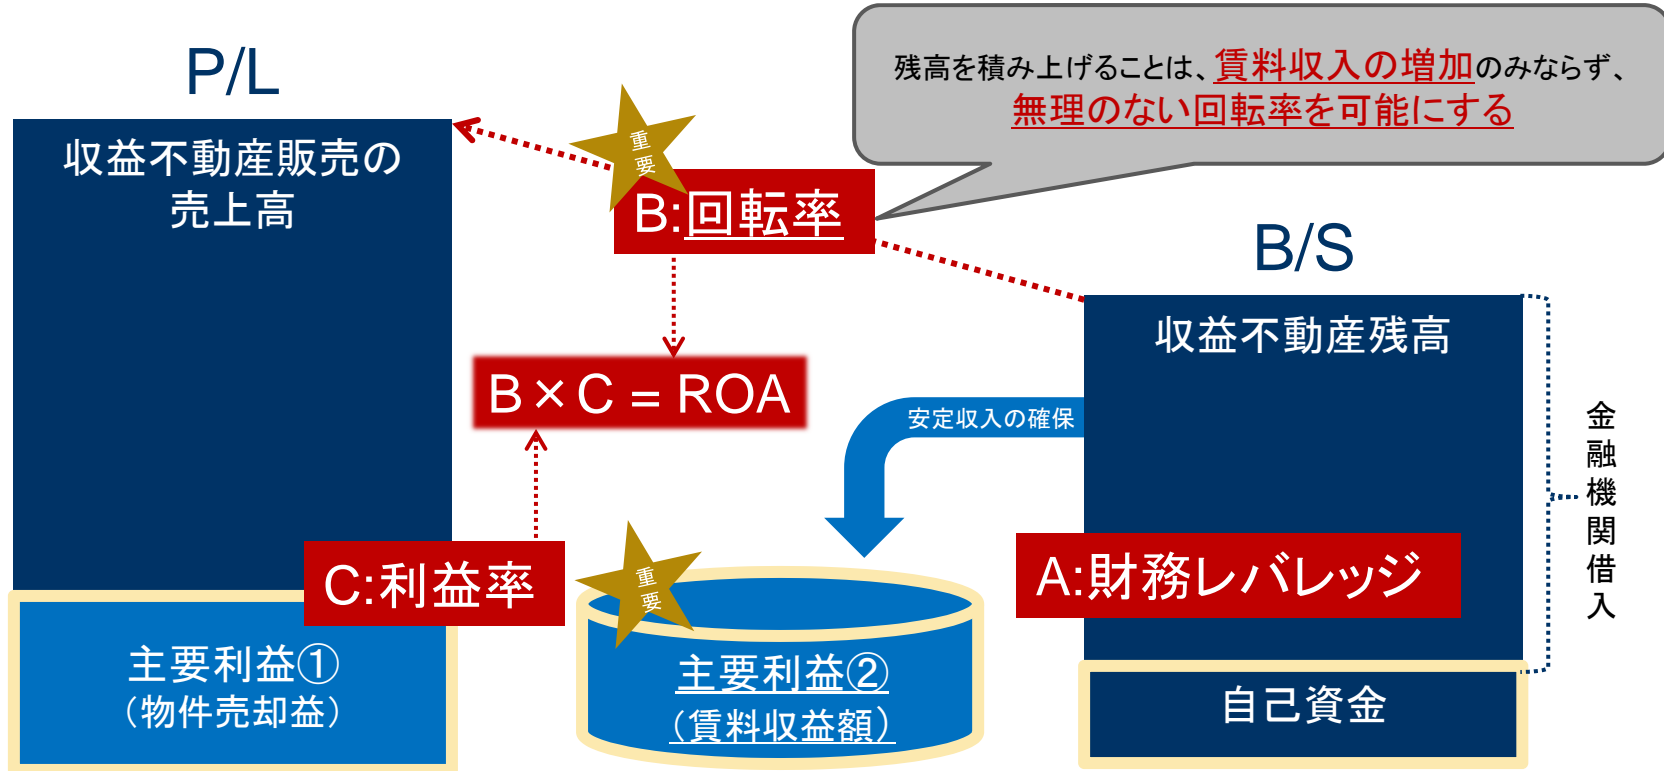 P/L
収益不動産販売の
売上高
残高を積み上げることは、賃料収入の増加のみならず、
無理のない回転率を可能にする
重
要
B:回転率
B/S
収益不動産残高
B×C=ROA
安定収入の確保
金
融
機
関
借
入
C:利益率
重
要
A:財務レバレッジ
主要利益①
（物件売却益）
主要利益②
（賃料収益額）
自己資金